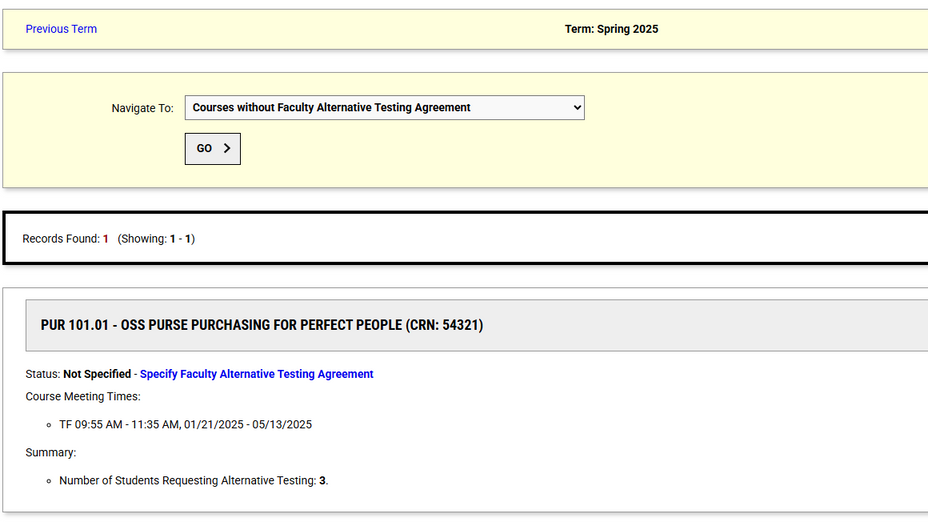 Previous Term
Term: Spring 2025
Navigate To: Courses without Faculty Alternative Testing Agreement
GO
Records Found: 1 (Showing: 1 - 1)
PUR 101.01 - OSS PURSE PURCHASING FOR PERFECT PEOPLE (CRN: 54321)
Status: Not Specified - Specify Faculty Alternative Testing Agreement
Course Meeting Times:
TF 09:55 AM - 11:35 AM, 01/21/2025 - 05/13/2025
Summary:
Number of Students Requesting Alternative Testing: 3.